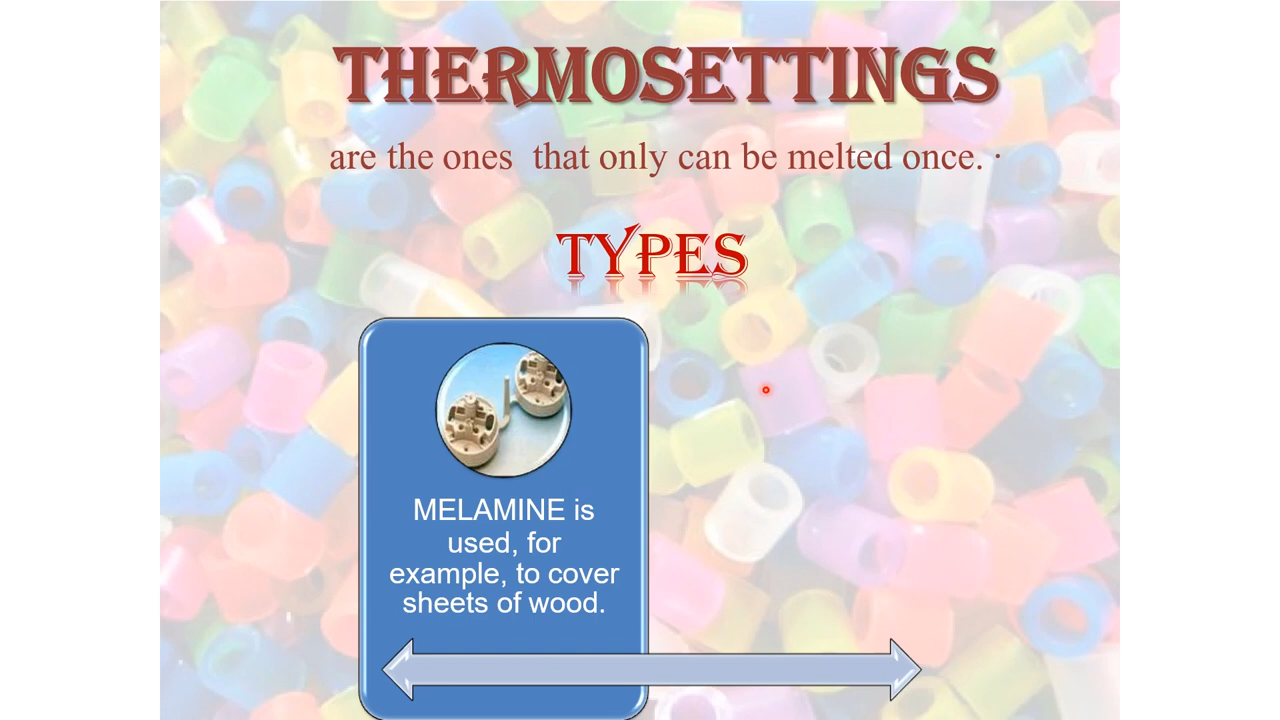 THERMOSETTINGS
are the ones  that only can be melted once. ·
TYPES
MELAMINE is
used, for
example, to cover
sheets of wood.